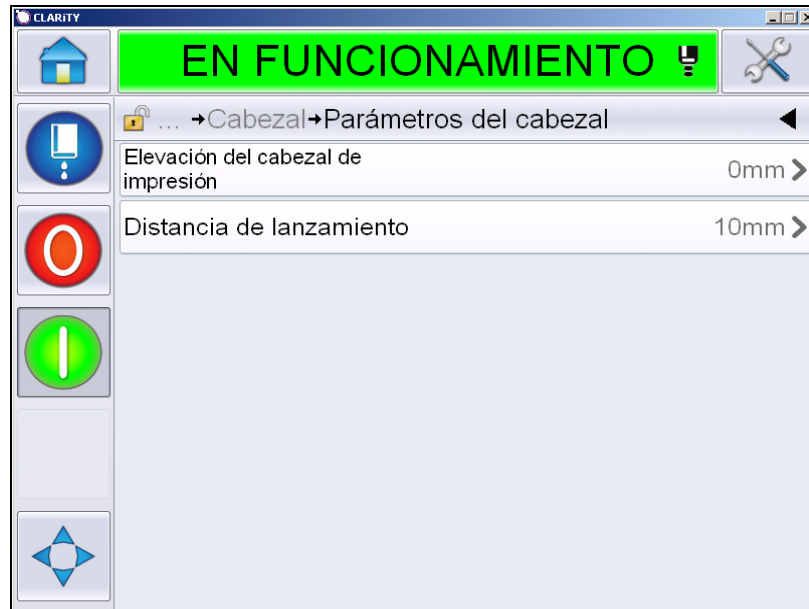 CLARiTY
EN FUNCIONAMIENTO
... →Cabezal→Parámetros del cabezal
Elevación del cabezal de
impresión
0mm
Distancia de lanzamiento 10mm